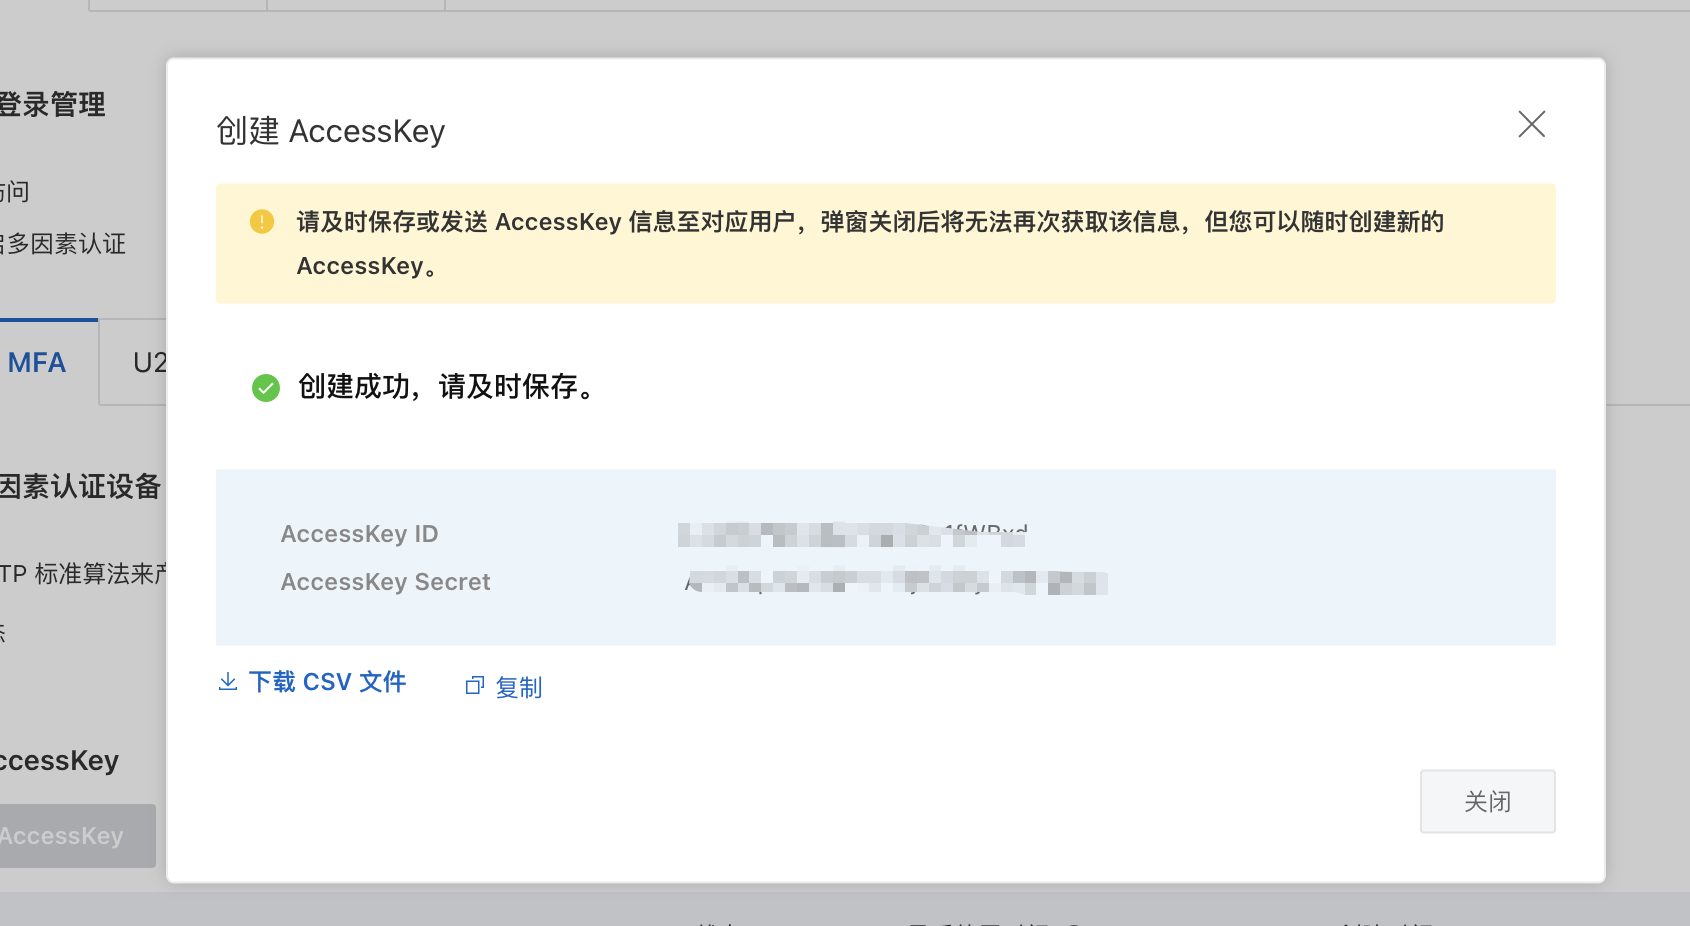 登录管理
访问
启多因素认证
MFA
U2
因素认证设备
TP 标准算法来产
态
ccessKey
AccessKey
创建 AccessKey
请及时保存或发送 AccessKey 信息至对应用户，弹窗关闭后将无法再次获取该信息，但您可以随时创建新的
AccessKey。
创建成功，请及时保存。
AccessKey ID
AccessKey Secret
下载 CSV 文件
复制
关闭